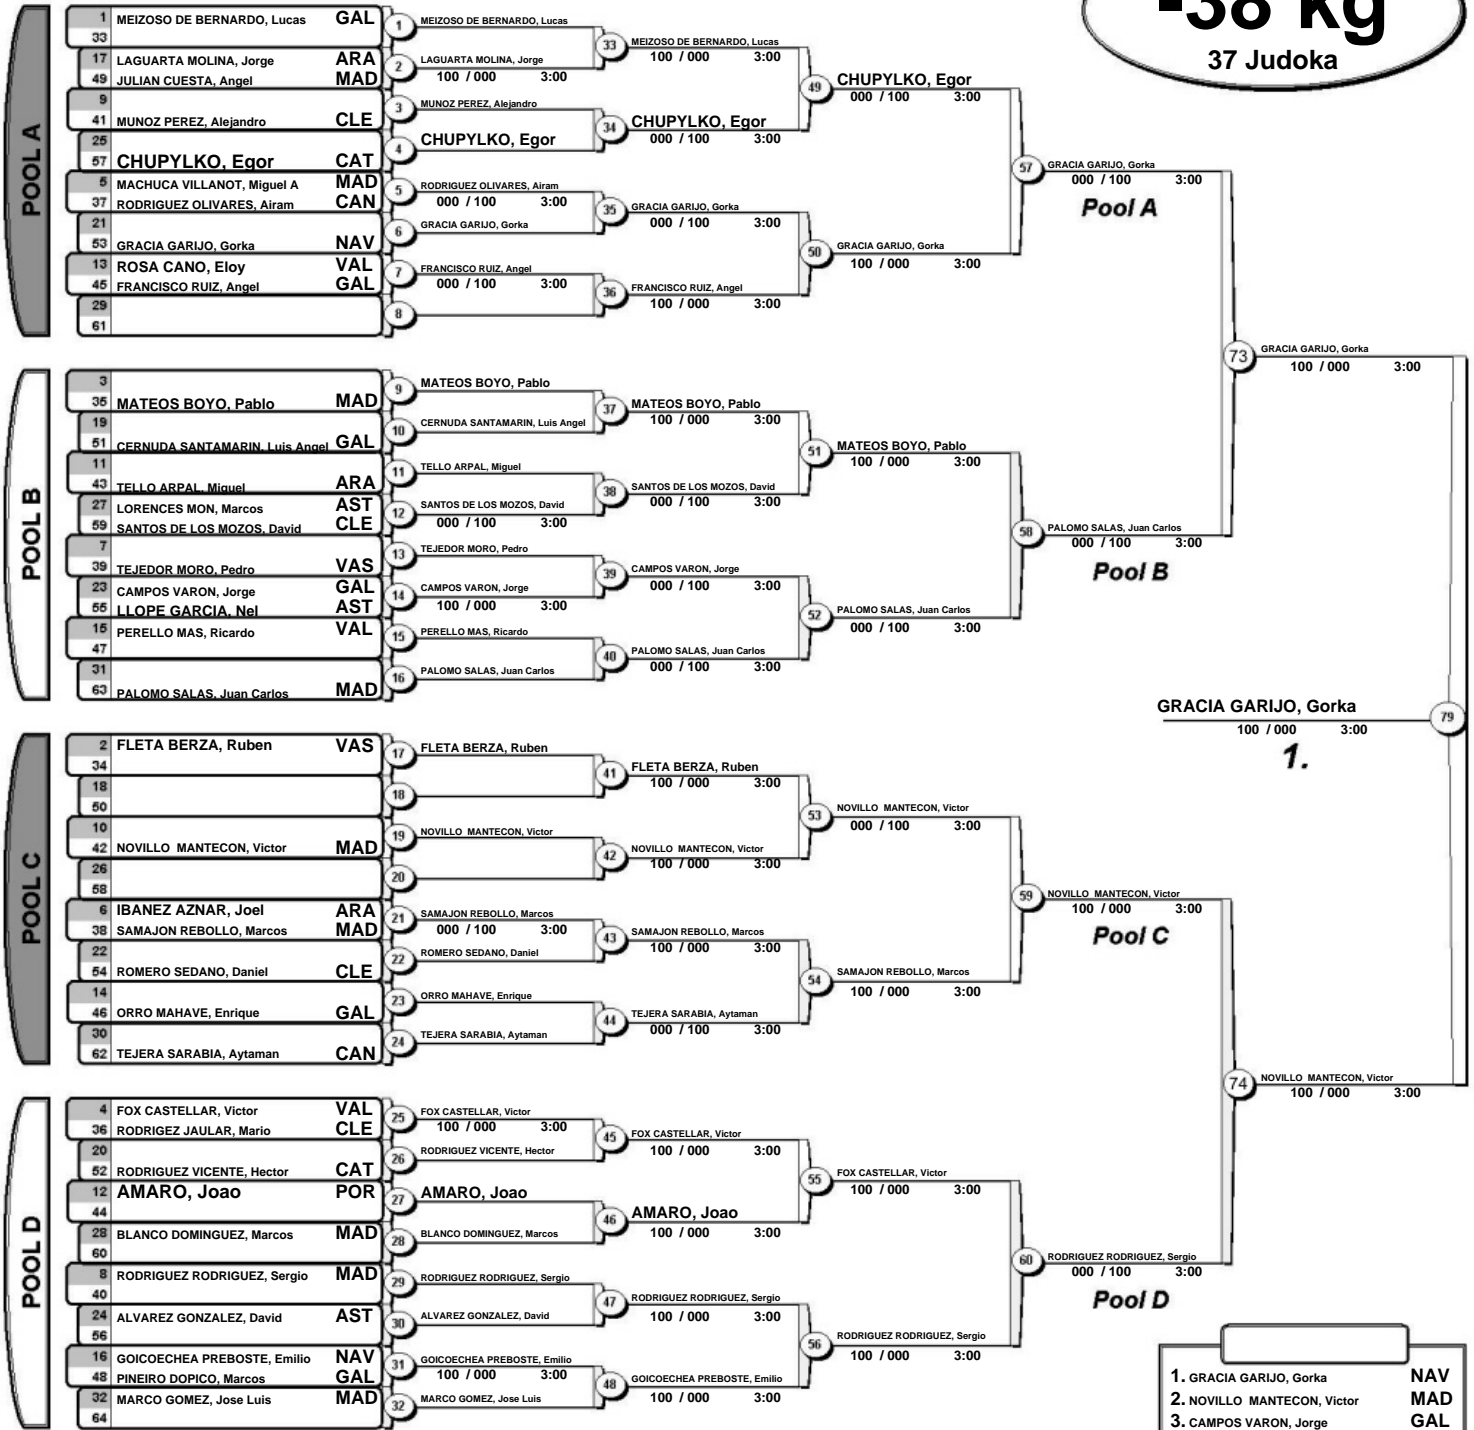 -38 kg
37 Judoka
POOL A
1 MEIZOSO DE BERNARDO, Lucas GAL
33
17 LAGUARTA MOLINA, Jorge ARA
49 JULIAN CUESTA, Angel MAD
9
41 MUNOZ PEREZ, Alejandro CLE
25
57 CHUPYLKO, Egor CAT
5 MACHUCA VILLANOT, Miguel A MAD
37 RODRIGUEZ OLIVARES, Airam CAN
21
53 GRACIA GARIJO, Gorka NAV
13 ROSA CANO, Eloy VAL
45 FRANCISCO RUIZ, Angel GAL
29
61
1 MEIZOSO DE BERNARDO, Lucas
2 LAGUARTA MOLINA, Jorge
100 / 000 3:00
3 MUNOZ PEREZ, Alejandro
4 CHUPYLKO, Egor
5 RODRIGUEZ OLIVARES, Airam
000 / 100 3:00
6 GRACIA GARIJO, Gorka
7 FRANCISCO RUIZ, Angel
000 / 100 3:00
8
33 MEIZOSO DE BERNARDO, Lucas
100 / 000 3:00
34 CHUPYLKO, Egor
000 / 100 3:00
35 GRACIA GARIJO, Gorka
000 / 100 3:00
36 FRANCISCO RUIZ, Angel
100 / 000 3:00
49 CHUPYLKO, Egor
000 / 100 3:00
50 GRACIA GARIJO, Gorka
100 / 000 3:00
57 GRACIA GARIJO, Gorka
000 / 100 3:00
Pool A
POOL B
3
35 MATEOS BOYO, Pablo MAD
19
51 CERNUDA SANTAMARIN, Luis Angel GAL
11
43 TELLO ARPAL, Miguel ARA
27 LORENCES MON, Marcos AST
59 SANTOS DE LOS MOZOS, David CLE
7
39 TEJEDOR MORO, Pedro VAS
23 CAMPOS VARON, Jorge GAL
55 LLOPE GARCIA, Nel AST
15 PERELLO MAS, Ricardo VAL
47
31
63 PALOMO SALAS, Juan Carlos MAD
9 MATEOS BOYO, Pablo
10 CERNUDA SANTAMARIN, Luis Angel
11 TELLO ARPAL, Miguel
12 SANTOS DE LOS MOZOS, David
000 / 100 3:00
13 TEJEDOR MORO, Pedro
14 CAMPOS VARON, Jorge
100 / 000 3:00
15 PERELLO MAS, Ricardo
16 PALOMO SALAS, Juan Carlos
37 MATEOS BOYO, Pablo
100 / 000 3:00
38 SANTOS DE LOS MOZOS, David
000 / 100 3:00
39 CAMPOS VARON, Jorge
000 / 100 3:00
40 PALOMO SALAS, Juan Carlos
000 / 100 3:00
51 MATEOS BOYO, Pablo
100 / 000 3:00
52 PALOMO SALAS, Juan Carlos
000 / 100 3:00
58 PALOMO SALAS, Juan Carlos
000 / 100 3:00
Pool B
73 GRACIA GARIJO, Gorka
100 / 000 3:00
GRACIA GARIJO, Gorka 79
100 / 000 3:00
1.
POOL C
2 FLETA BERZA, Ruben VAS
34
18
50
10
42 NOVILLO MANTECON, Victor MAD
26
58
6 IBANEZ AZNAR, Joel ARA
38 SAMAJON REBOLLO, Marcos MAD
22
54 ROMERO SEDANO, Daniel CLE
14
46 ORRO MAHAVE, Enrique GAL
30
62 TEJERA SARABIA, Aytaman CAN
17 FLETA BERZA, Ruben
18
19 NOVILLO MANTECON, Victor
20
21 SAMAJON REBOLLO, Marcos
000 / 100 3:00
22 ROMERO SEDANO, Daniel
23 ORRO MAHAVE, Enrique
24 TEJERA SARABIA, Aytaman
41 FLETA BERZA, Ruben
100 / 000 3:00
42 NOVILLO MANTECON, Victor
100 / 000 3:00
43 SAMAJON REBOLLO, Marcos
100 / 000 3:00
44 TEJERA SARABIA, Aytaman
000 / 100 3:00
53 NOVILLO MANTECON, Victor
000 / 100 3:00
54 SAMAJON REBOLLO, Marcos
100 / 000 3:00
59 NOVILLO MANTECON, Victor
100 / 000 3:00
Pool C
74 NOVILLO MANTECON, Victor
100 / 000 3:00
POOL D
4 FOX CASTELLAR, Victor VAL
36 RODRIGEZ JAULAR, Mario CLE
20
52 RODRIGUEZ VICENTE, Hector CAT
12 AMARO, Joao POR
44
28 BLANCO DOMINGUEZ, Marcos MAD
60
8 RODRIGUEZ RODRIGUEZ, Sergio MAD
40
24 ALVAREZ GONZALEZ, David AST
56
16 GOICOECHEA PREBOSTE, Emilio NAV
48 PINEIRO DOPICO, Marcos GAL
32 MARCO GOMEZ, Jose Luis MAD
64
25 FOX CASTELLAR, Victor
100 / 000 3:00
26 RODRIGUEZ VICENTE, Hector
27 AMARO, Joao
28 BLANCO DOMINGUEZ, Marcos
29 RODRIGUEZ RODRIGUEZ, Sergio
30 ALVAREZ GONZALEZ, David
31 GOICOECHEA PREBOSTE, Emilio
100 / 000 3:00
32 MARCO GOMEZ, Jose Luis
45 FOX CASTELLAR, Victor
100 / 000 3:00
46 AMARO, Joao
100 / 000 3:00
47 RODRIGUEZ RODRIGUEZ, Sergio
100 / 000 3:00
48 GOICOECHEA PREBOSTE, Emilio
100 / 000 3:00
55 FOX CASTELLAR, Victor
100 / 000 3:00
56 RODRIGUEZ RODRIGUEZ, Sergio
100 / 000 3:00
60 RODRIGUEZ RODRIGUEZ, Sergio
000 / 100 3:00
Pool D
1. GRACIA GARIJO, Gorka NAV
2. NOVILLO MANTECON, Victor MAD
3. CAMPOS VARON, Jorge GAL